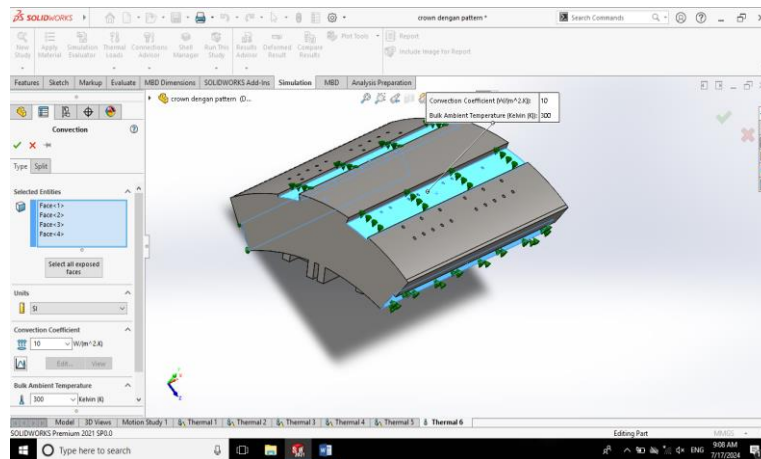 SOLIDWORKS
crown dengan pattern *
Search Commands
New Study
Apply Material
Simulation Evaluator
Thermal Loads
Connections Advisor
Shell Manager
Run This Study
Results Advisor
Deformed Result
Compare Results
Plot Tools
Report
Include Image for Report
Features Sketch Markup Evaluate MBD Dimensions SOLIDWORKS Add-Ins Simulation MBD Analysis Preparation
crown dengan pattern (D...
Convection
Type Split
Selected Entities
Face<1>
Face<2>
Face<3>
Face<4>
Select all exposed faces
Units
SI
Convection Coefficient
10 W/(m^2.K)
Edit... View
Bulk Ambient Temperature
300 Kelvin (K)
Convection Coefficient (W/(m^2.K)): 10
Bulk Ambient Temperature (Kelvin (K)): 300
Model 3D Views Motion Study 1 Thermal 1 Thermal 2 Thermal 3 Thermal 4 Thermal 5 Thermal 6
SOLIDWORKS Premium 2021 SP0.0
Editing Part
MMGS
Type here to search
ENG
9:08 AM
7/17/2024